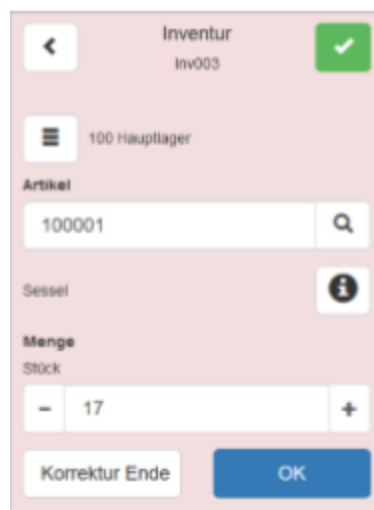 Inventur
Inv003
100 Hauptlager
Artikel
100001
Sessel
Menge
Stück
- 17 +
Korrektur Ende OK